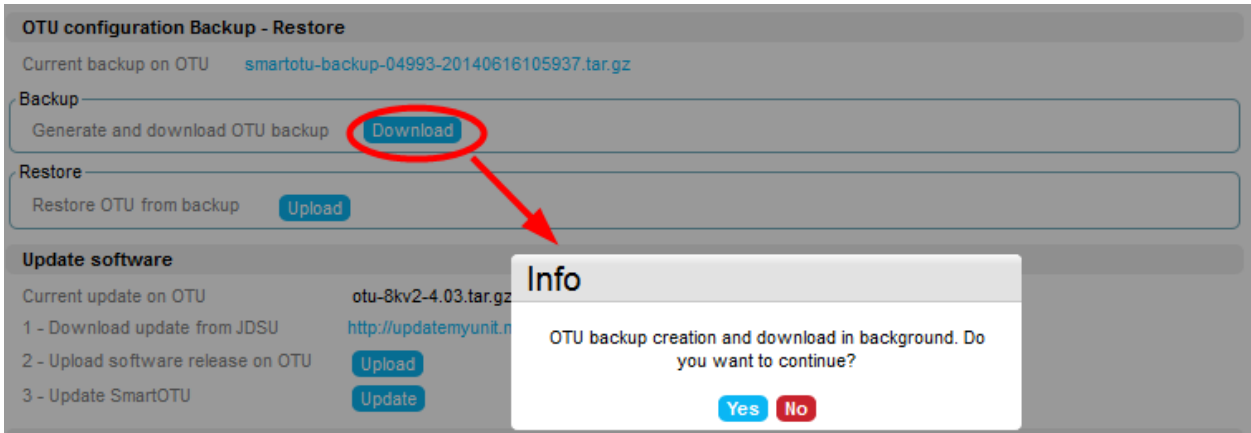 OTU configuration Backup - Restore
Current backup on OTU smartotu-backup-04993-20140616105937.tar.gz
Backup
Generate and download OTU backup Download
Restore
Restore OTU from backup Upload
Update software
Current update on OTU otu-8kv2-4.03.tar.gz
1 - Download update from JDSU http://updatemyunit.n
2 - Upload software release on OTU Upload
3 - Update SmartOTU Update
Info
OTU backup creation and download in background. Do
you want to continue?
Yes No